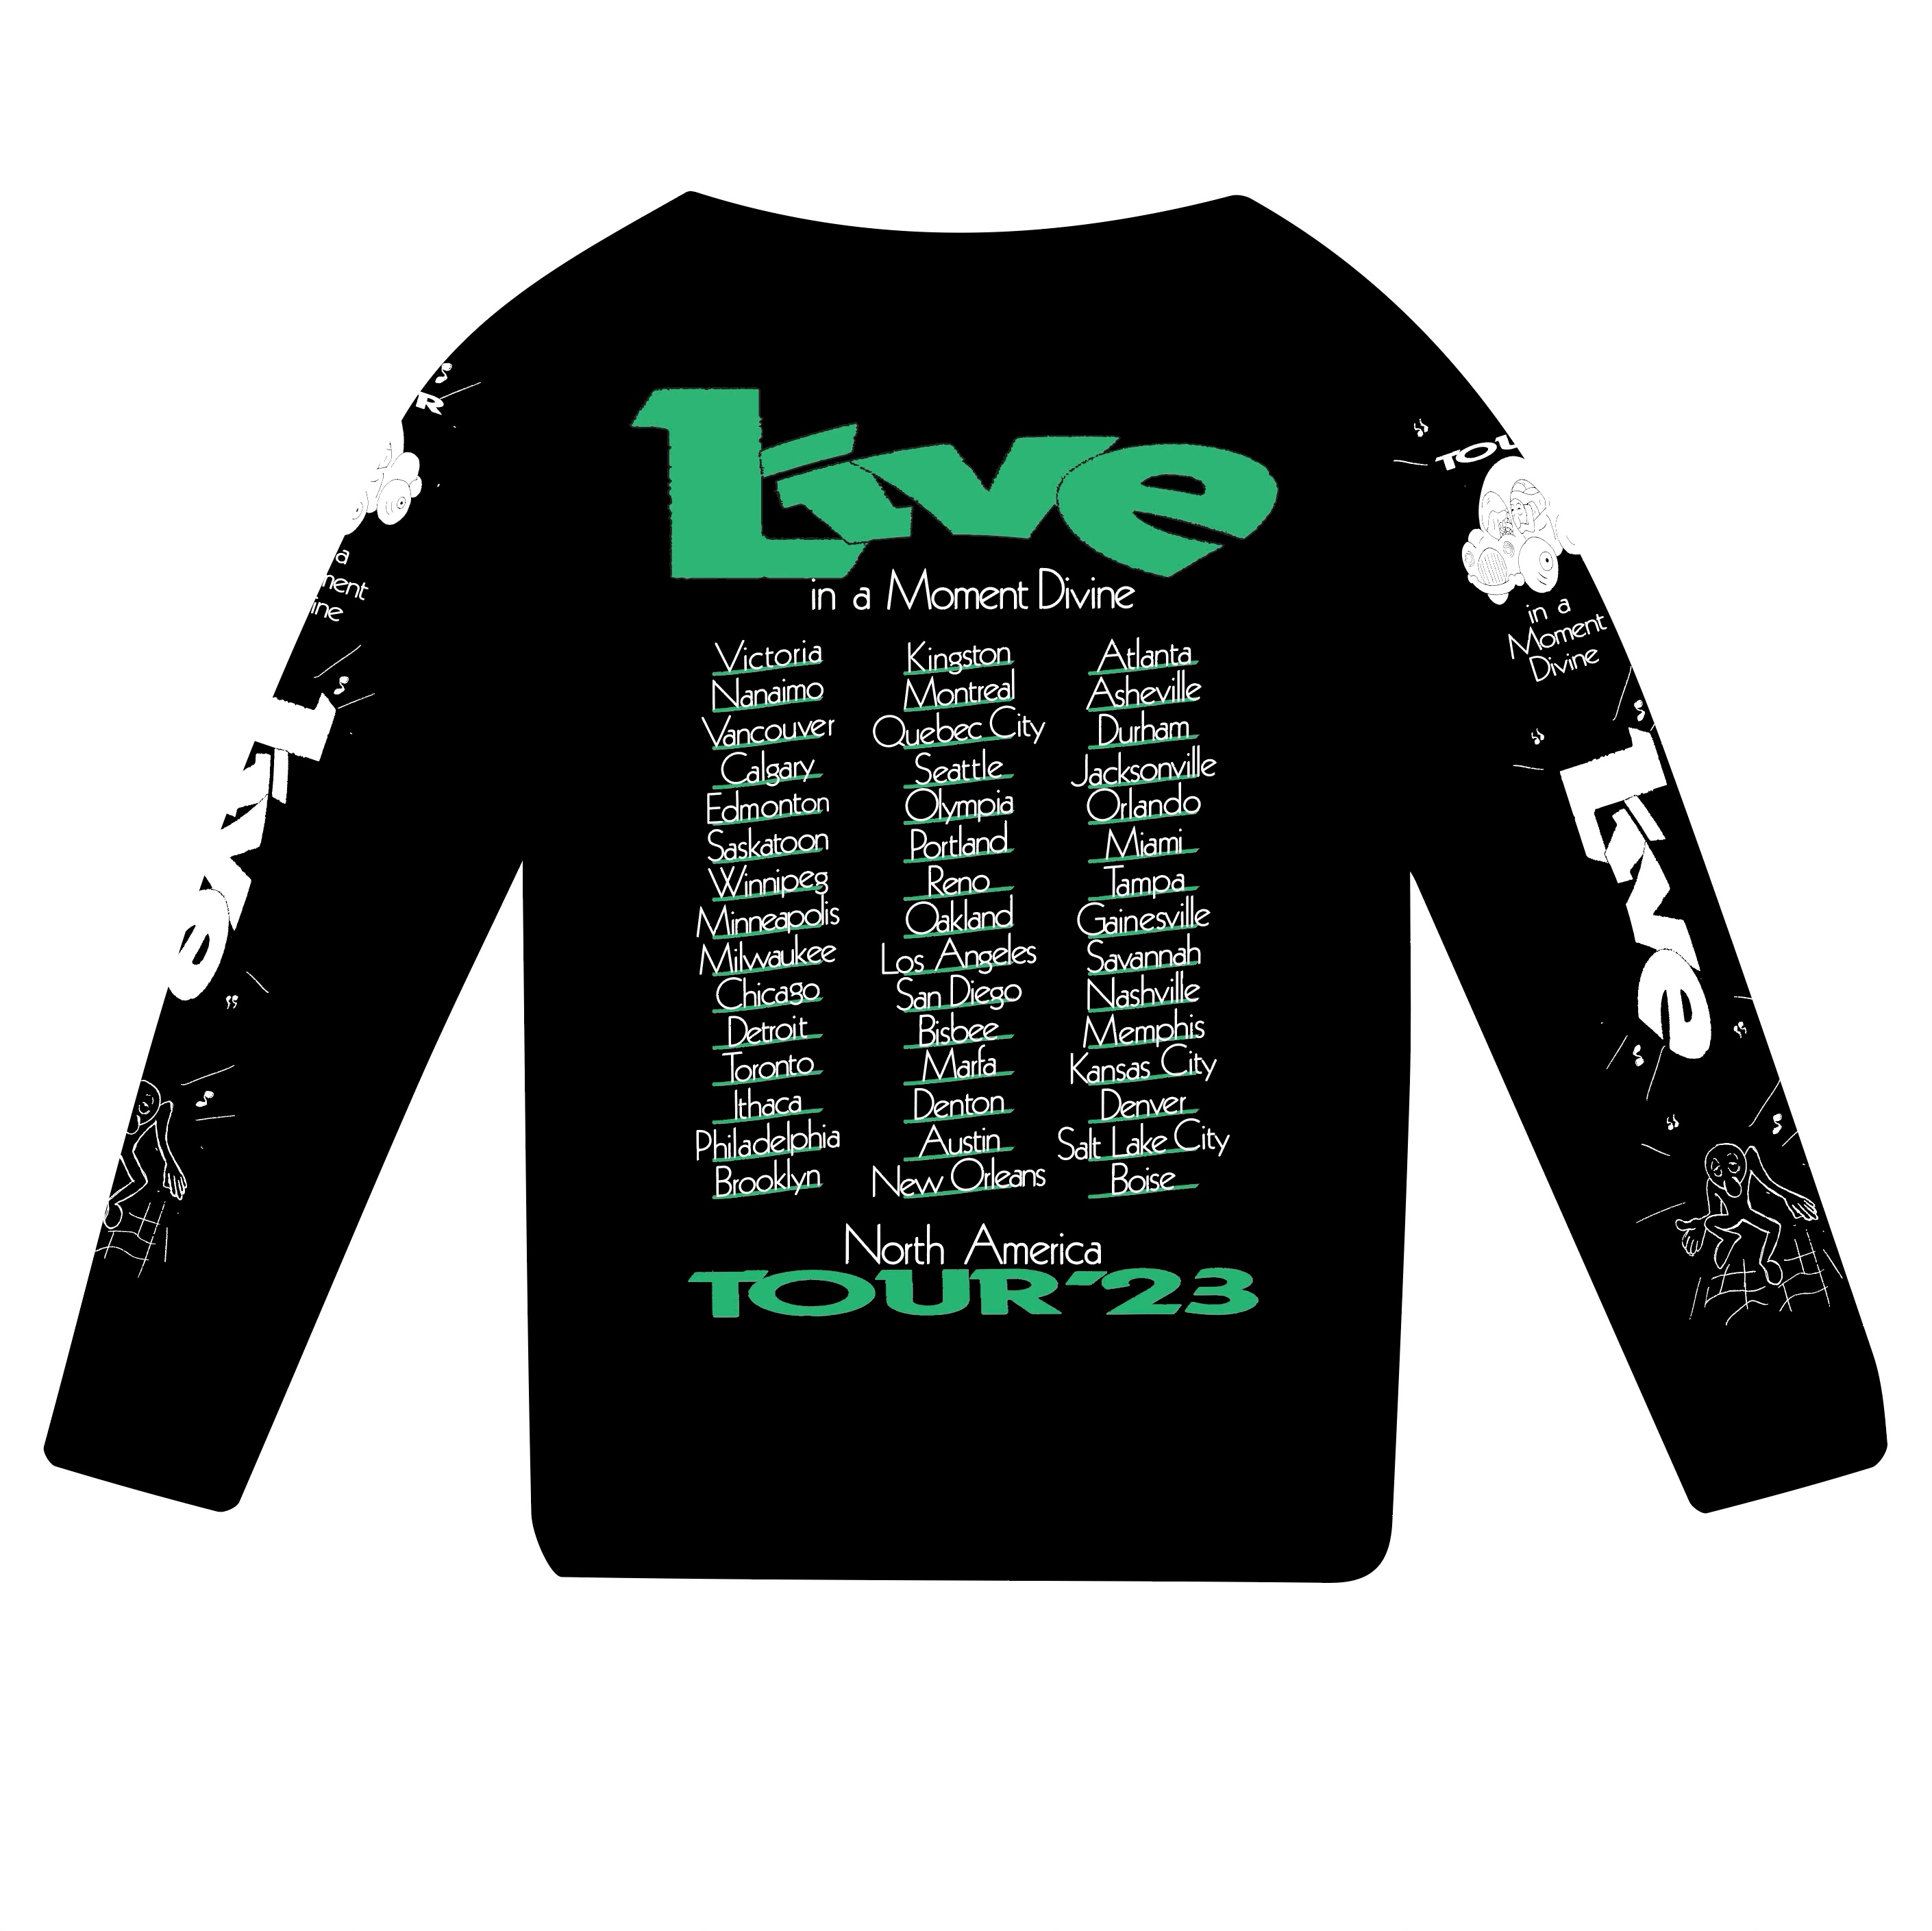 Live
in a Moment Divine
Victoria
Nanaimo
Vancouver
Calgary
Edmonton
Saskatoon
Winnipeg
Minneapolis
Milwaukee
Chicago
Detroit
Toronto
Ithaca
Philadelphia
Brooklyn
Kingston
Montreal
Quebec City
Seattle
Olympia
Portland
Reno
Oakland
Los Angeles
San Diego
Bisbee
Marfa
Denton
Austin
New Orleans
Atlanta
Asheville
Durham
Jacksonville
Orlando
Miami
Tampa
Gainesville
Savannah
Nashville
Memphis
Kansas City
Denver
Salt Lake City
Boise
North America
TOUR '23
in a
Moment
Divine